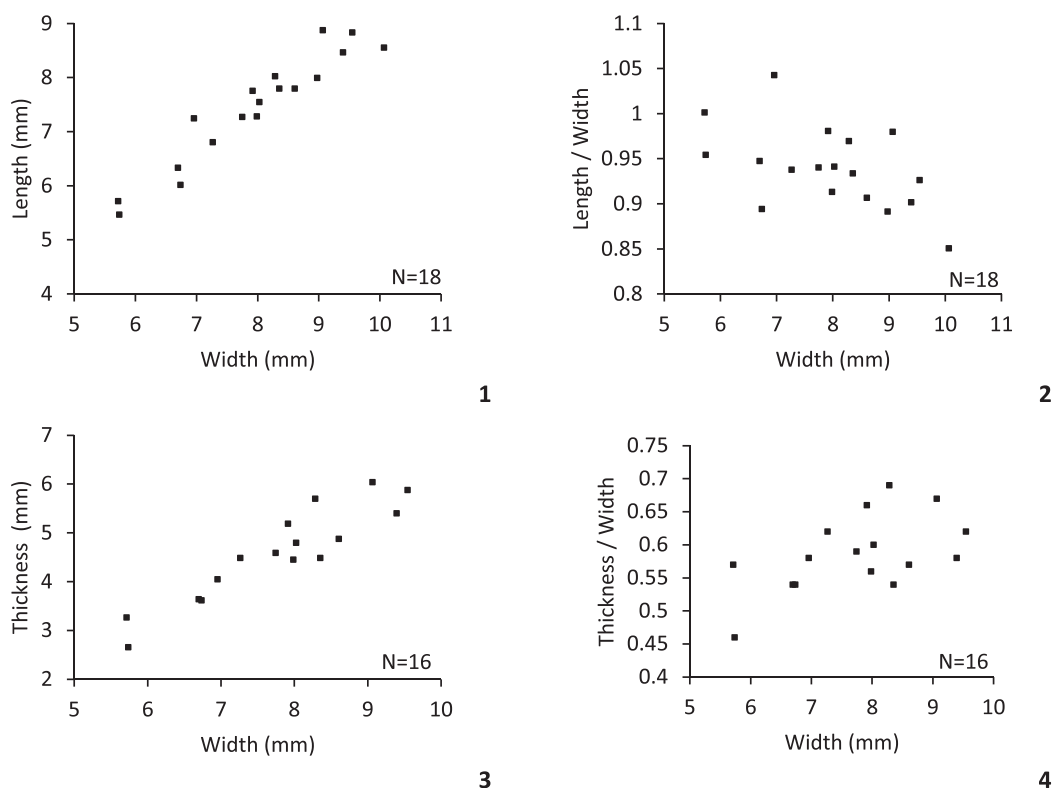 9
8
7
6
5
4
Length (mm)
N=18
5 6 7 8 9 10 11
Width (mm)
1
1.1
1.05
1
0.95
0.9
0.85
0.8
Length / Width
N=18
5 6 7 8 9 10 11
Width (mm)
2
7
6
5
4
3
2
Thickness (mm)
N=16
5 6 7 8 9 10
Width (mm)
3
0.75
0.7
0.65
0.6
0.55
0.5
0.45
0.4
Thickness / Width
N=16
5 6 7 8 9 10
Width (mm)
4